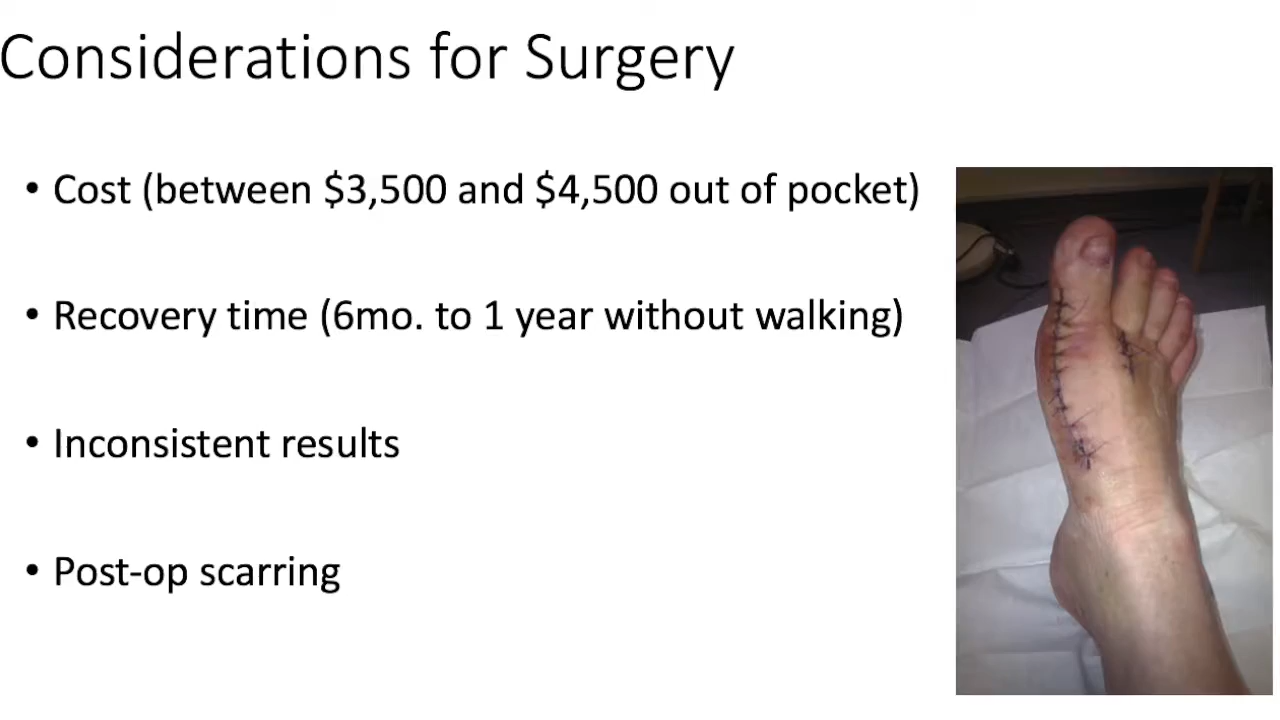 Considerations for Surgery
• Cost (between $3,500 and $4,500 out of pocket)
• Recovery time (6mo. to 1 year without walking)
• Inconsistent results
• Post-op scarring